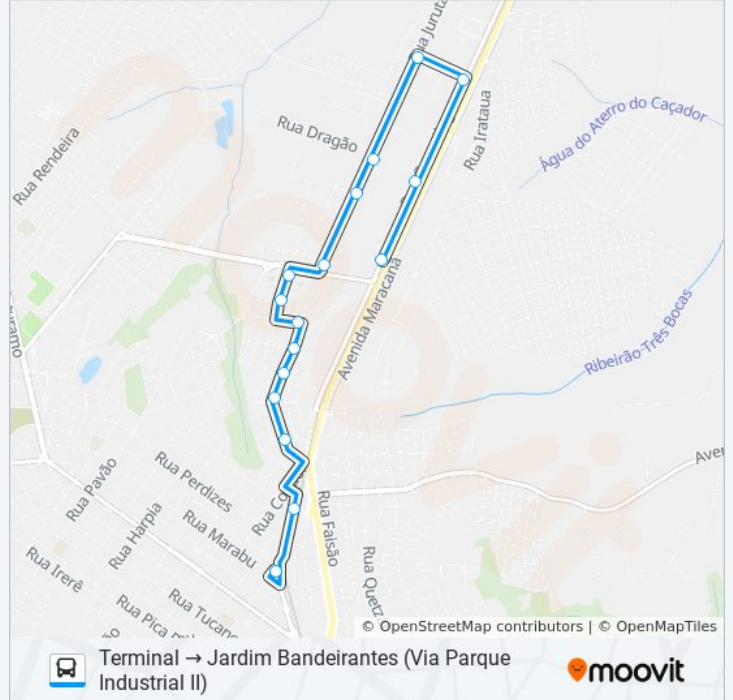 Rua Jurutau
Rua Dragão
Rua Iratauá
Água do Aterro do Caçador
Rua Rendeira
Avenida Maracanã
Ribeirão Três Bocas
Rua Perdizes
Rua Pavão
Rua Harpia
Rua Marabu
Rua Faisão
Rua Irerê
Rua Tucano
© OpenStreetMap contributors | © OpenMapTiles
Terminal → Jardim Bandeirantes (Via Parque
Industrial II)
moovit